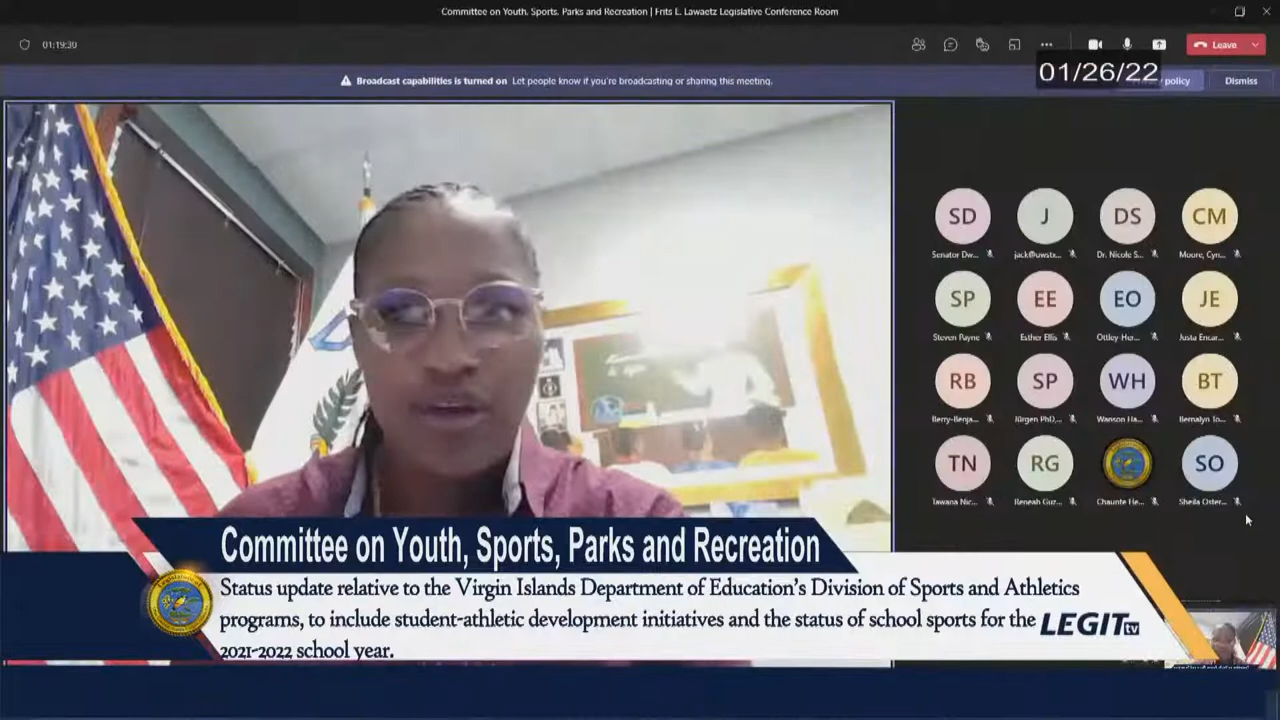 Committee on Youth, Sports, Parks and Recreation | Frits E. Lawaetz Legislative Conference Room
01:19:30
Leave
Broadcast capabilities is turned on Let people know if you're broadcasting or sharing this meeting.
policy
Dismiss
01/26/22
SD
J
DS
CM
Senator Dw...
jack@uwstx...
Dr. Nicole S...
Moore, Cyn...
SP
EE
EO
JE
Steven Payne
Esther Ellis
Ottley-Her...
Justa Encar...
RB
SP
WH
BT
Berry-Benja...
Jürgen PhD,...
Wanson Ha...
Bernalyn To...
TN
RG
SO
Tawana Nic...
Reneah Guz...
Chaunte He...
Sheila Oster...
Committee on Youth, Sports, Parks and Recreation
Status update relative to the Virgin Islands Department of Education's Division of Sports and Athletics
programs, to include student-athletic development initiatives and the status of school sports for the
2021-2022 school year.
LEGIT tv